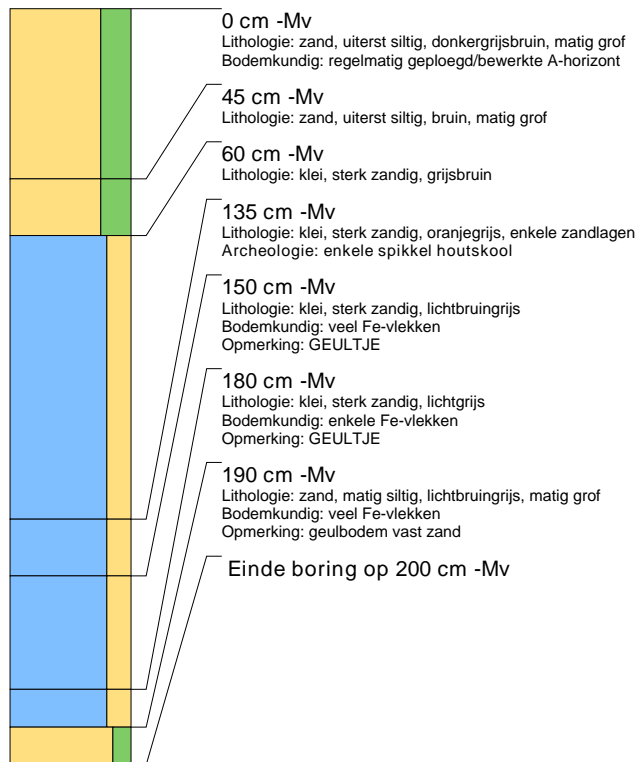 0 cm -Mv
Lithologie: zand, uiterst siltig, donkergrijsbruin, matig grof
Bodemkundig: regelmatig geploegd/bewerkte A-horizont
45 cm -Mv
Lithologie: zand, uiterst siltig, bruin, matig grof
60 cm -Mv
Lithologie: klei, sterk zandig, grijsbruin
135 cm -Mv
Lithologie: klei, sterk zandig, oranjegrijs, enkele zandlagen
Archeologie: enkele spikkel houtskool
150 cm -Mv
Lithologie: klei, sterk zandig, lichtbruingrijs
Bodemkundig: veel Fe-vlekken
Opmerking: GEULTJE
180 cm -Mv
Lithologie: klei, sterk zandig, lichtgrijs
Bodemkundig: enkele Fe-vlekken
Opmerking: GEULTJE
190 cm -Mv
Lithologie: zand, matig siltig, lichtbruingrijs, matig grof
Bodemkundig: veel Fe-vlekken
Opmerking: geulbodem vast zand
Einde boring op 200 cm -Mv